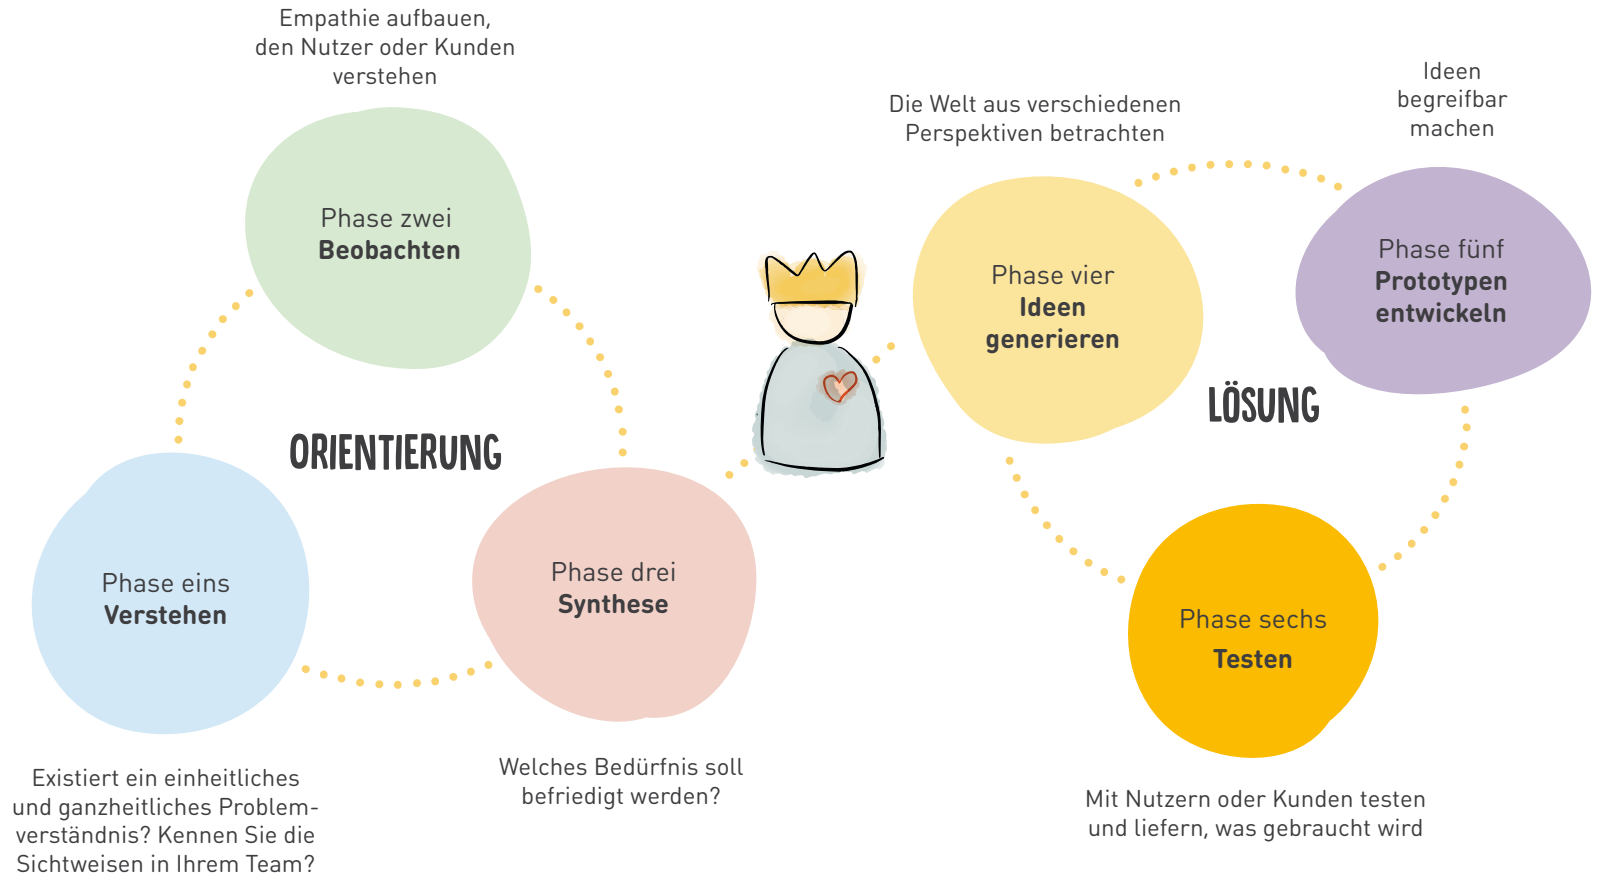 Empathie aufbauen,
den Nutzer oder Kunden
verstehen
Phase zwei
Beobachten
ORIENTIERUNG
Phase eins
Verstehen
Existiert ein einheitliches
und ganzheitliches Problem-
verständnis? Kennen Sie die
Sichtweisen in Ihrem Team?
Phase drei
Synthese
Welches Bedürfnis soll
befriedigt werden?
Die Welt aus verschiedenen
Perspektiven betrachten
Phase vier
Ideen
generieren
Ideen
begreifbar
machen
Phase fünf
Prototypen
entwickeln
LÖSUNG
Phase sechs
Testen
Mit Nutzern oder Kunden testen
und liefern, was gebraucht wird